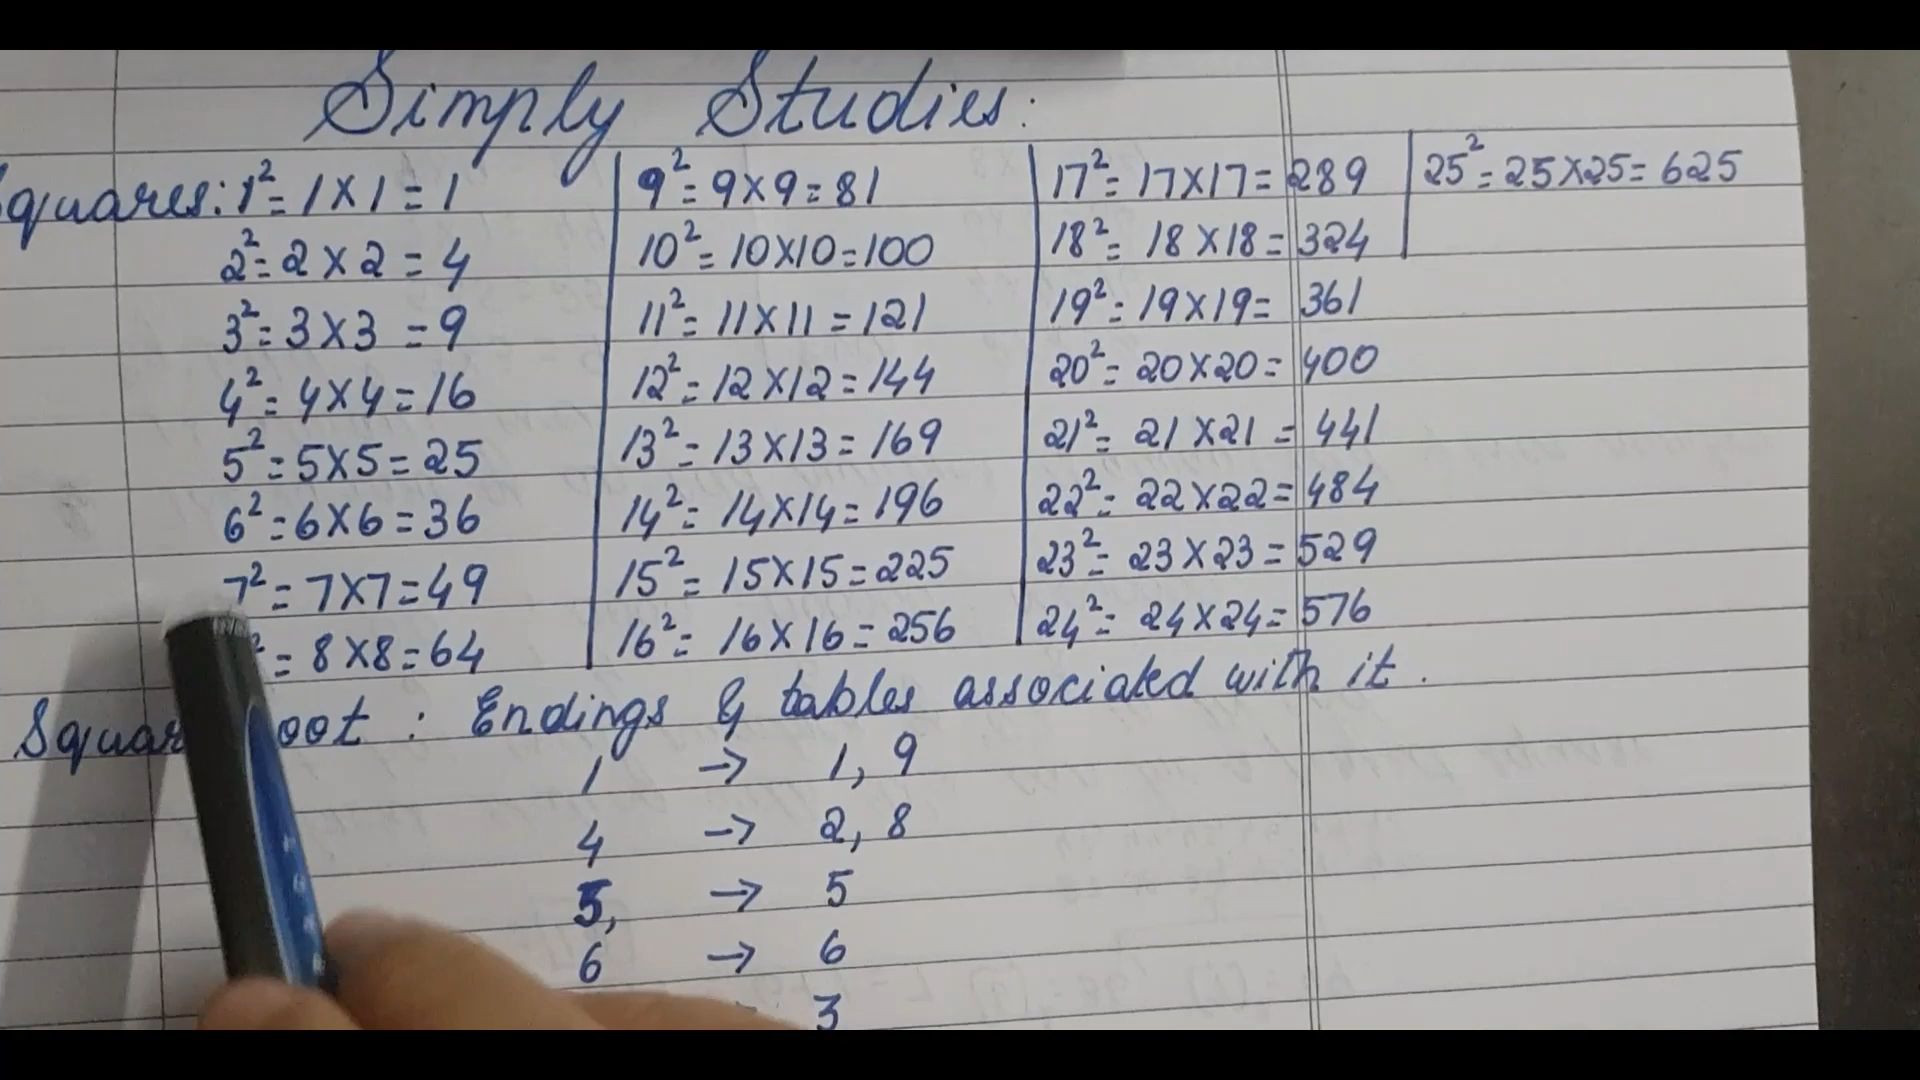 Simply Studies:
Squares: 1² = 1 X 1 = 1
2² = 2 X 2 = 4
3² = 3 X 3 = 9
4² = 4 X 4 = 16
5² = 5 X 5 = 25
6² = 6 X 6 = 36
7² = 7 X 7 = 49
² = 8 X 8 = 64
9² = 9 X 9 = 81
10² = 10 X 10 = 100
11² = 11 X 11 = 121
12² = 12 X 12 = 144
13² = 13 X 13 = 169
14² = 14 X 14 = 196
15² = 15 X 15 = 225
16² = 16 X 16 = 256
17² = 17 X 17 = 289
18² = 18 X 18 = 324
19² = 19 X 19 = 361
20² = 20 X 20 = 400
21² = 21 X 21 = 441
22² = 22 X 22 = 484
23² = 23 X 23 = 529
24² = 24 X 24 = 576
25² = 25 X 25 = 625
Squar oot : Endings & tables associated with it.
1 → 1, 9
4 → 2, 8
5, → 5
6 → 6
3